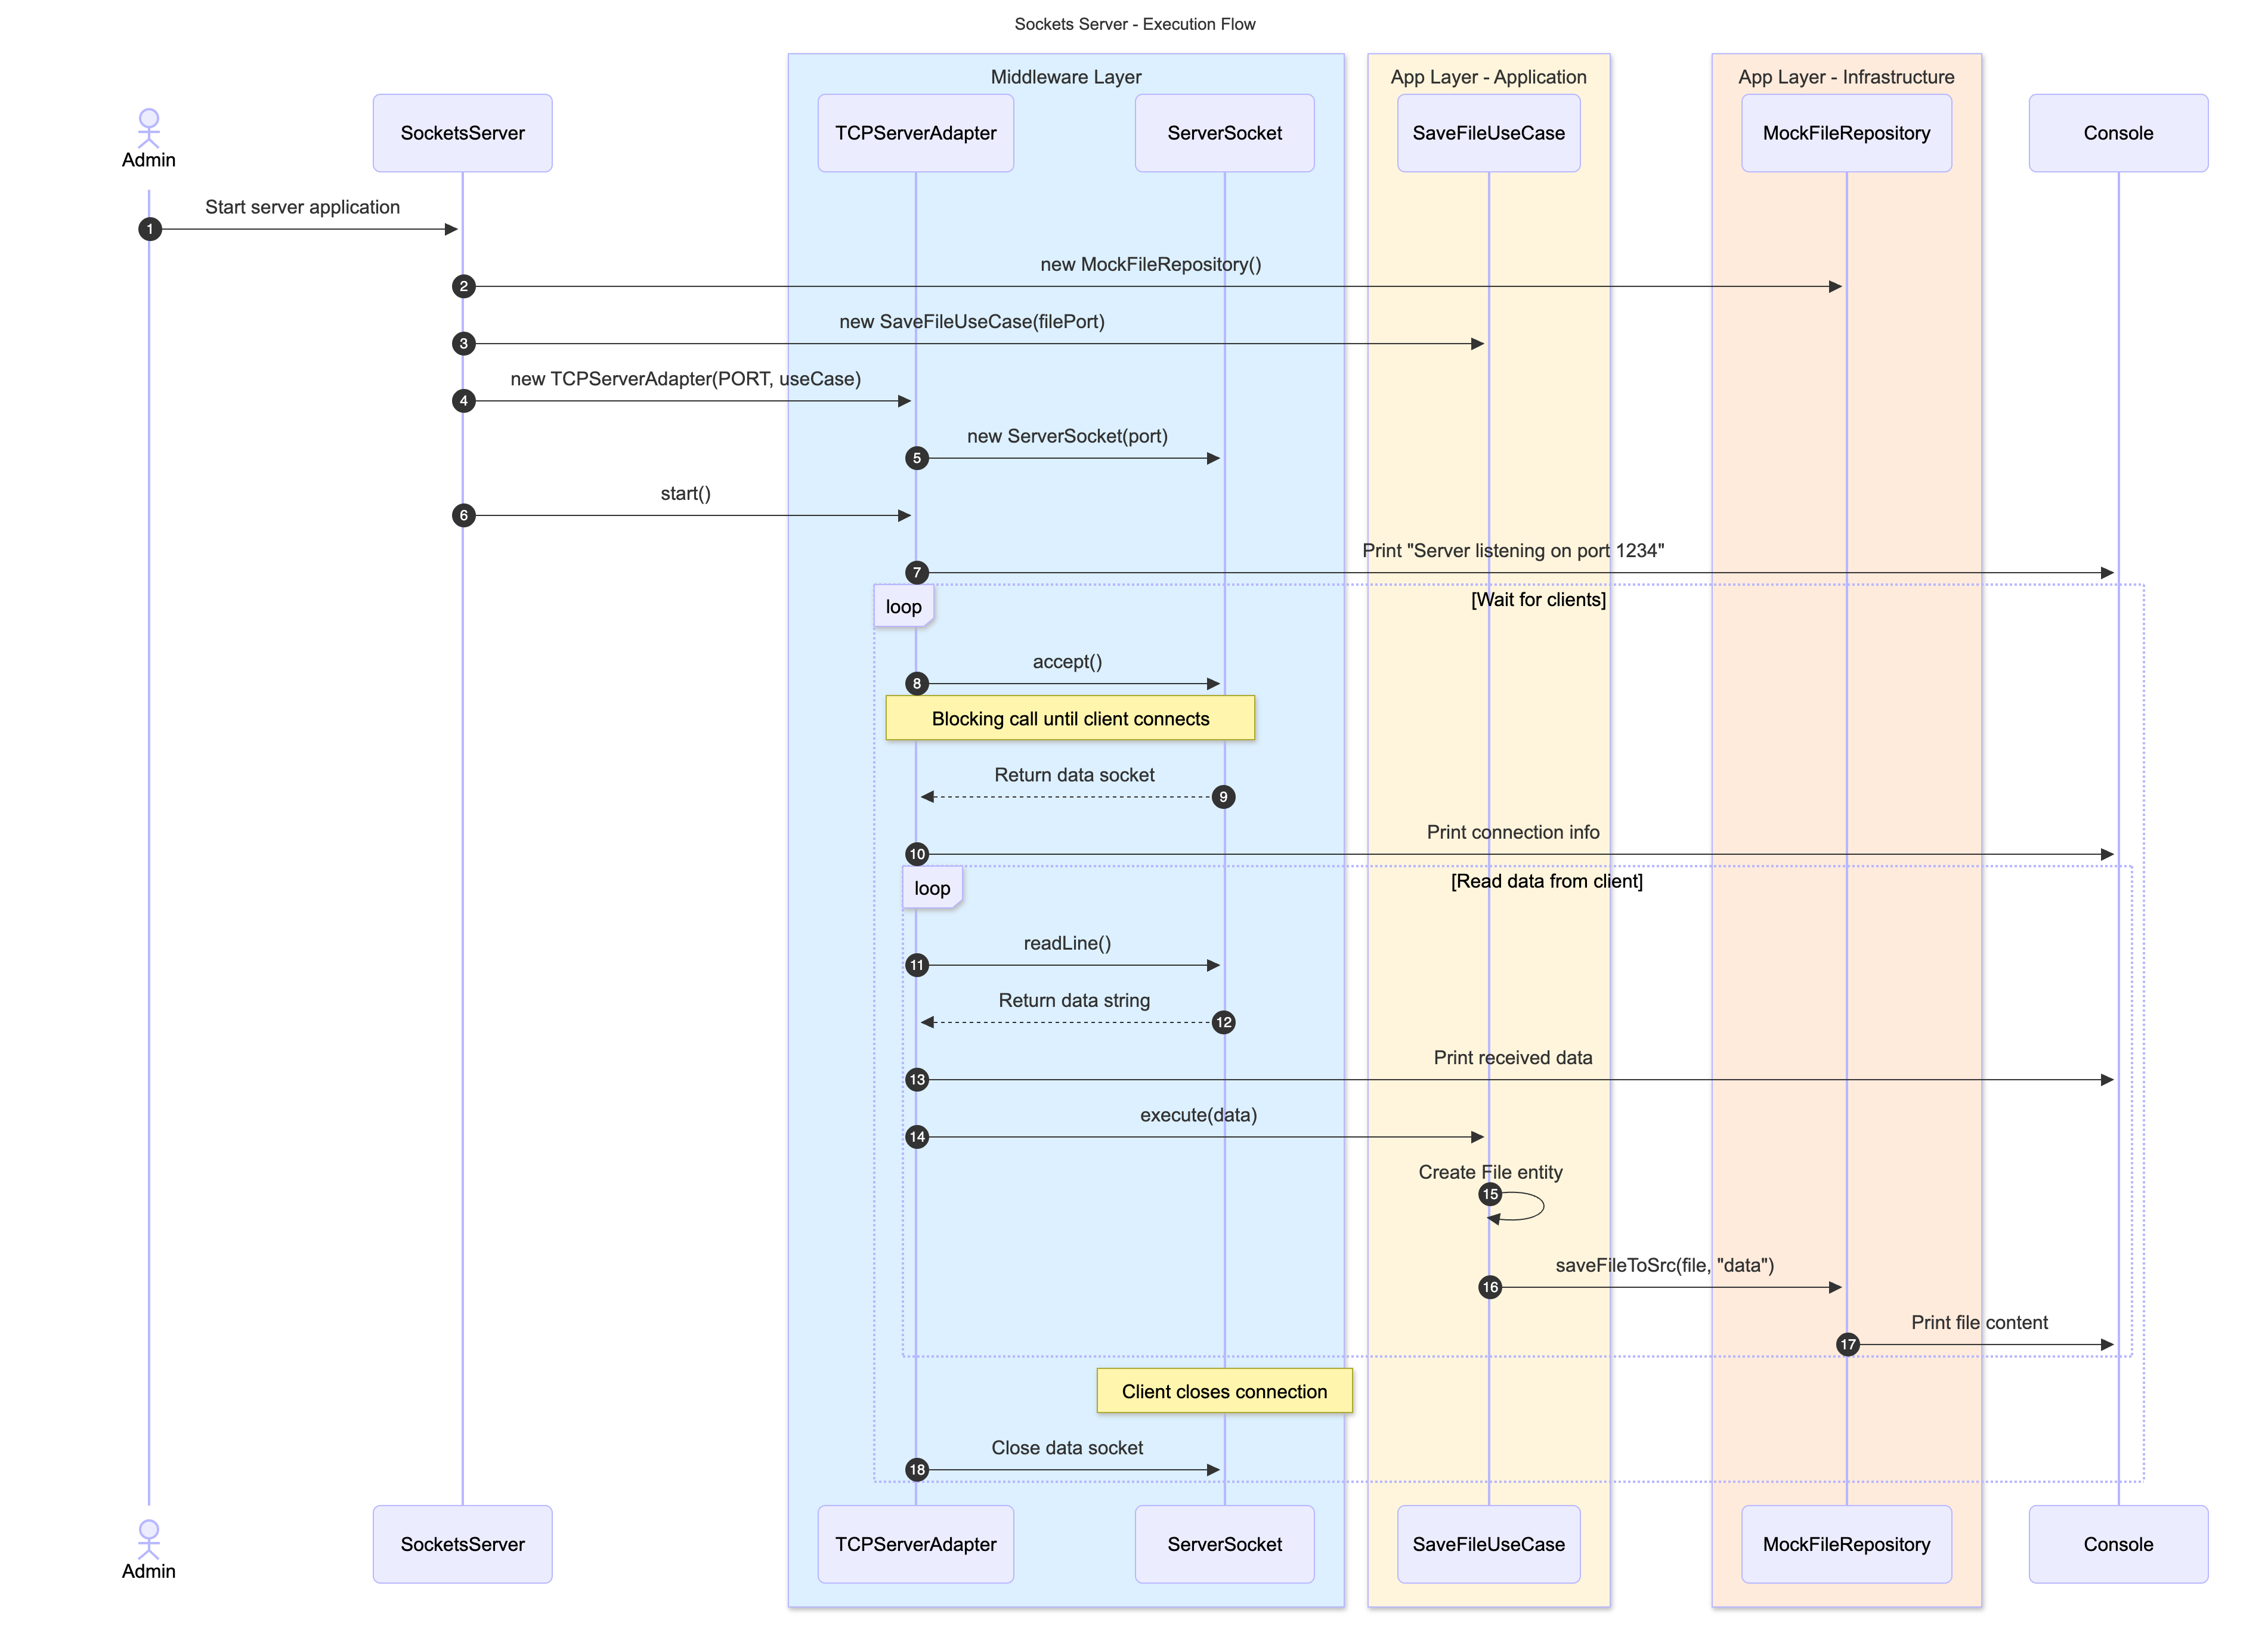 Sockets Server - Execution Flow
Middleware Layer
App Layer - Application
App Layer - Infrastructure
Admin
SocketsServer
TCPServerAdapter
ServerSocket
SaveFileUseCase
MockFileRepository
Console
Start server application
1
new MockFileRepository()
2
new SaveFileUseCase(filePort)
3
new TCPServerAdapter(PORT, useCase)
4
new ServerSocket(port)
5
start()
6
Print "Server listening on port 1234"
7
loop
[Wait for clients]
accept()
8
Blocking call until client connects
Return data socket
9
Print connection info
10
loop
[Read data from client]
readLine()
11
Return data string
12
Print received data
13
execute(data)
14
Create File entity
15
saveFileToSrc(file, "data")
16
Print file content
17
Client closes connection
Close data socket
18
Admin
SocketsServer
TCPServerAdapter
ServerSocket
SaveFileUseCase
MockFileRepository
Console